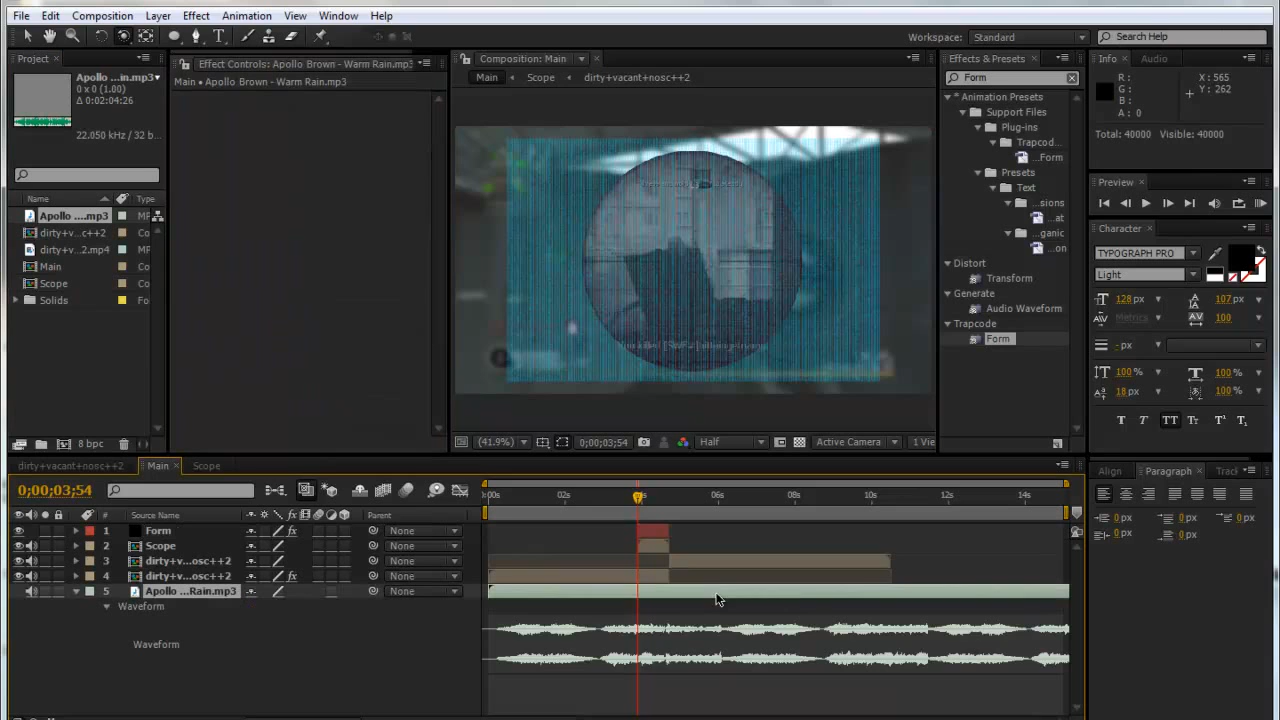 File Edit Composition Layer Effect Animation View Window Help
Workspace: Standard Search Help
Project
Apollo ...in.mp3
0 x 0 (1.00)
Δ 0:02:04:26
22.050 kHz / 32 b
Name Type
Apollo ....mp3 MP
dirty+v...c++2 Co
dirty+v...2.mp4 MP
Main Co
Scope Co
Solids Fo
8 bpc
Effect Controls: Apollo Brown - Warm Rain.mp3
Main • Apollo Brown - Warm Rain.mp3
Composition: Main
Main Scope dirty+vacant+nosc++2
(41.9%) 0;00;03;54 Half Active Camera 1 Vie
Effects & Presets
Form
* Animation Presets
Support Files
Plug-ins
Trapcod...
...Form
Presets
Text
...sions
...at
...ganic
...on
Distort
Transform
Generate
Audio Waveform
Trapcode
Form
Info Audio
R: X: 565
G: Y: 262
B:
A: 0
Total: 40000 Visible: 40000
Preview
Character
TYPOGRAPH PRO
Light
128 px 107 px
Metrics 100
- px
100 % 100 %
18 px 100 %
T T TT Tr T¹ T₁
Align Paragraph Track
0 px 0 px 0 px
0 px 0 px
dirty+vacant+nosc++2 Main Scope
0;00;03;54
# Source Name Parent
0:00s 02s 06s 08s 10s 12s 14s
1 Form None
2 Scope None
3 dirty+v...osc++2 None
4 dirty+v...osc++2 None
5 Apollo ...Rain.mp3 None
Waveform
Waveform